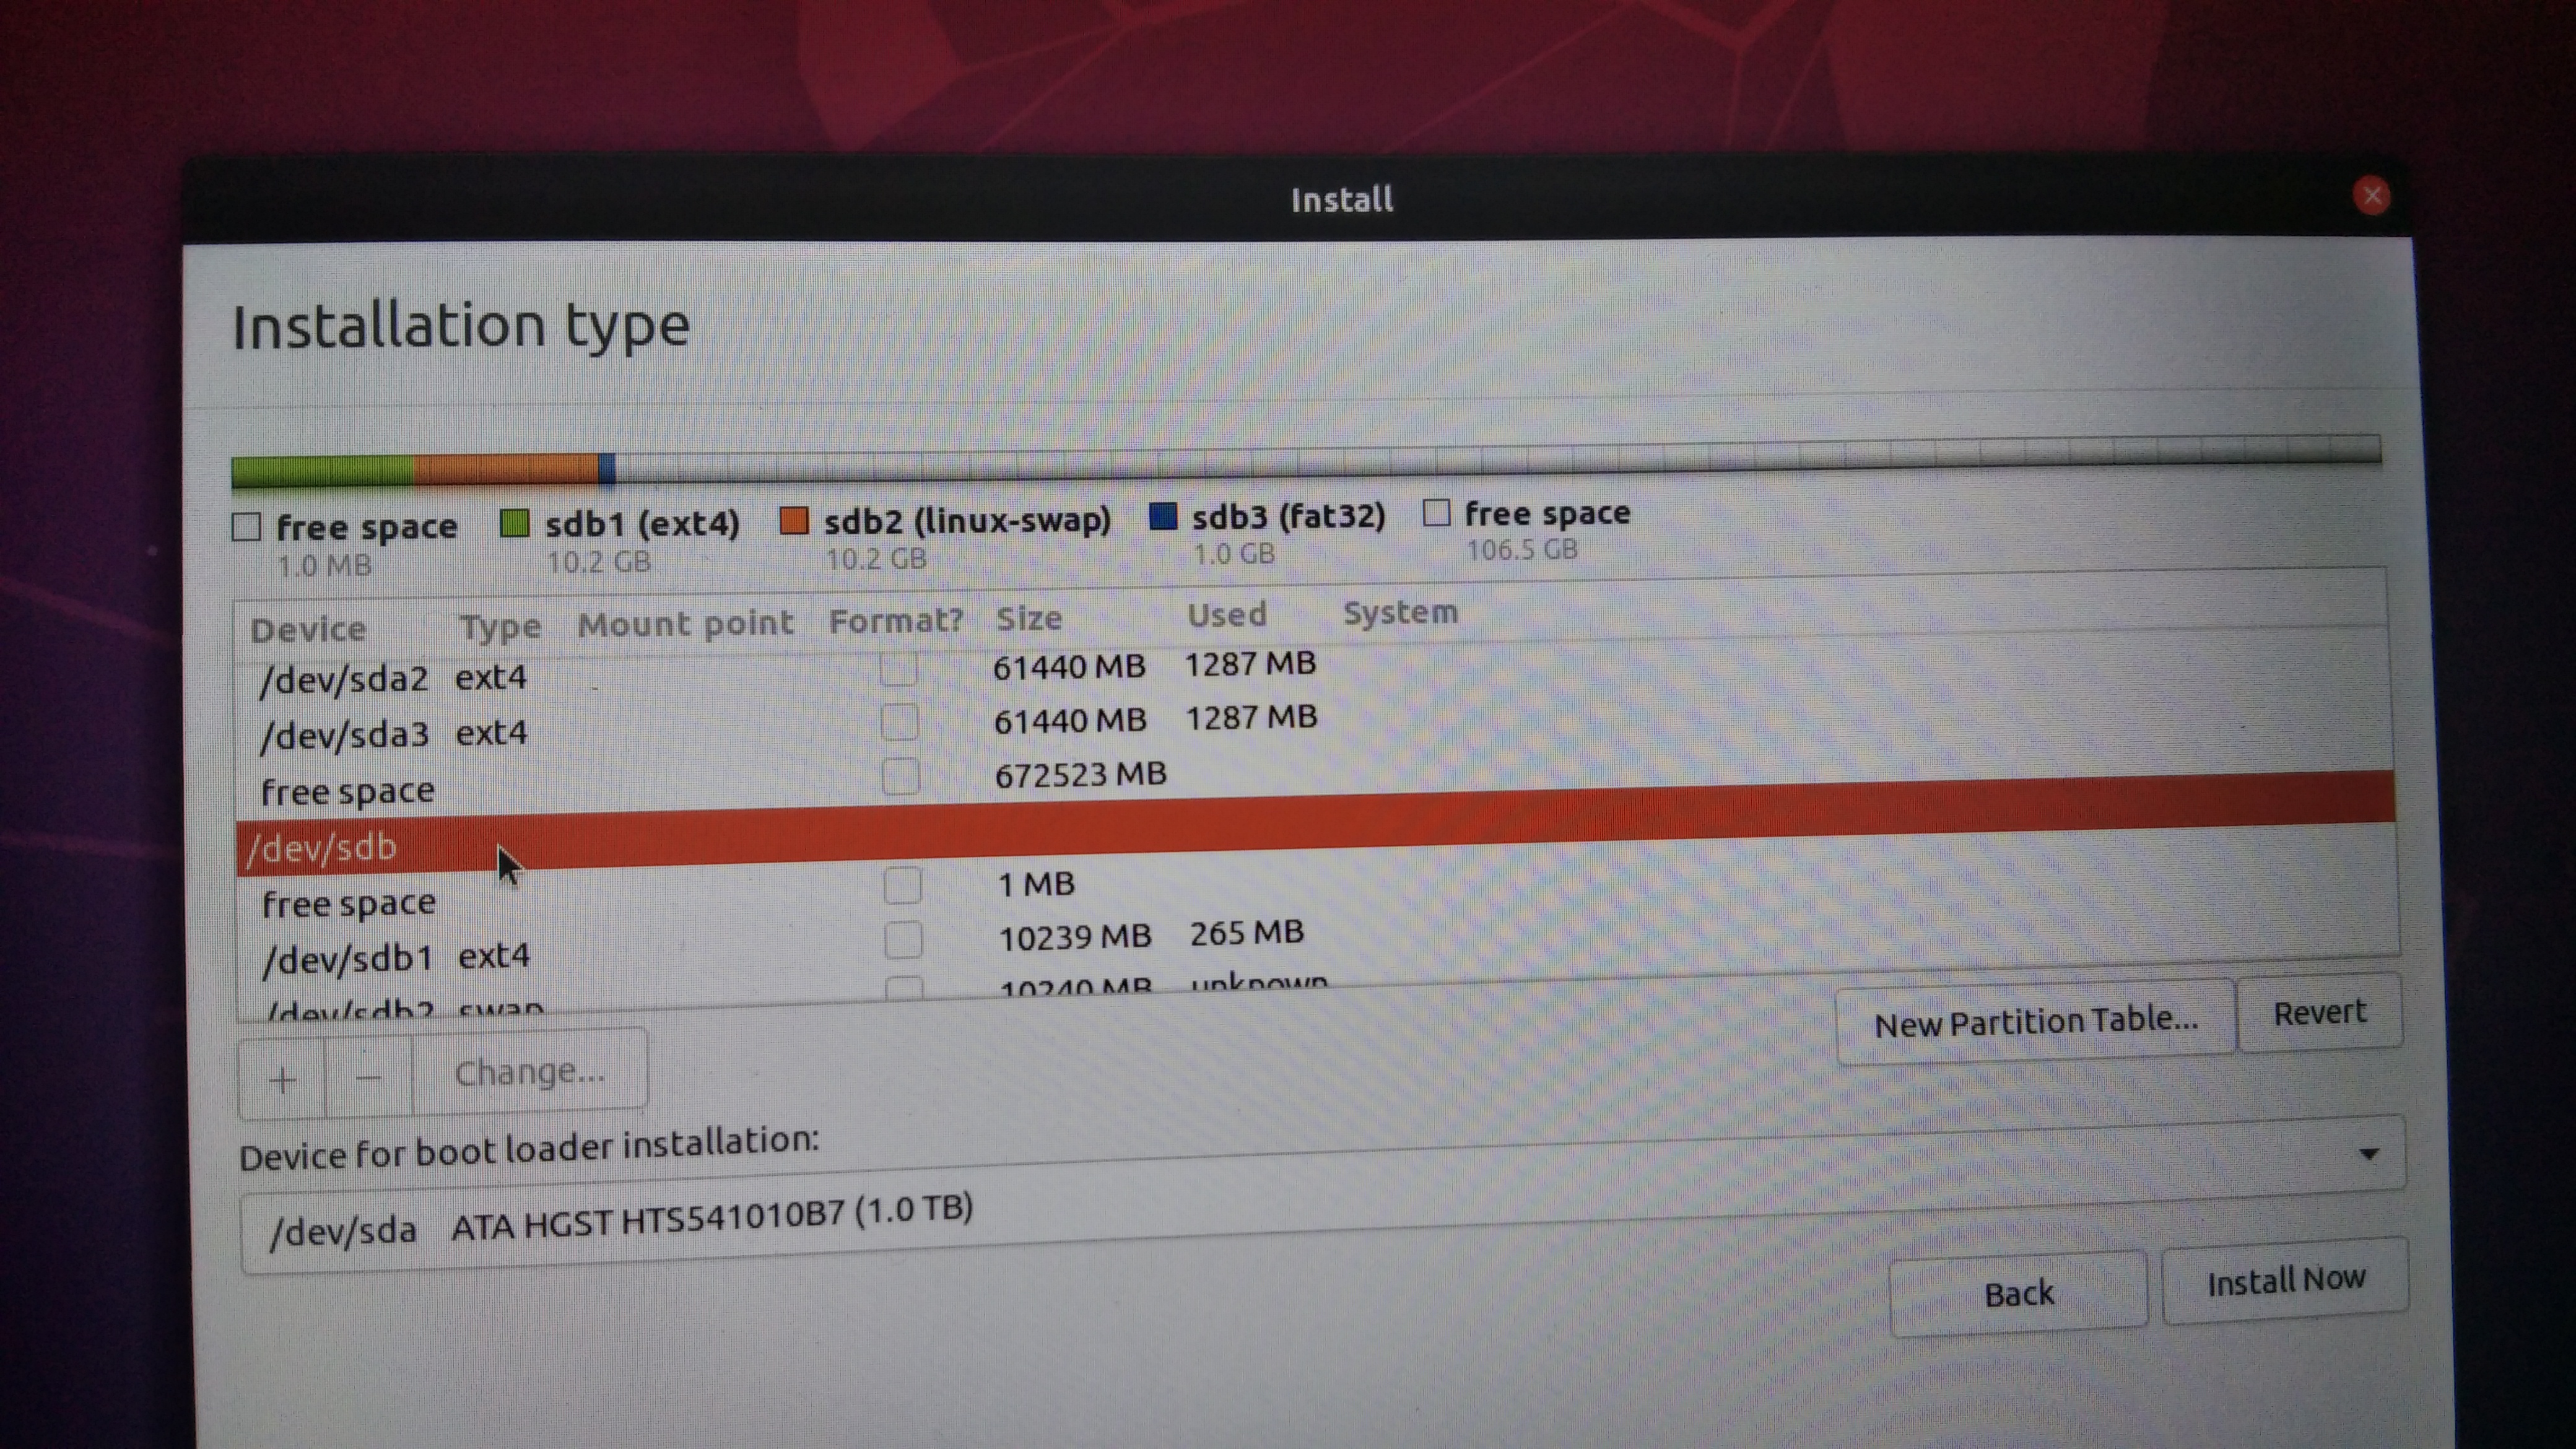 Install
Installation type
free space sdb1 (ext4) sdb2 (linux-swap) sdb3 (fat32) free space
1.0 MB 10.2 GB 10.2 GB 1.0 GB 106.5 GB
Device Type Mount point Format? Size Used System
/dev/sda2 ext4 61440 MB 1287 MB
/dev/sda3 ext4 61440 MB 1287 MB
free space 672523 MB
/dev/sdb
free space 1 MB
/dev/sdb1 ext4 10239 MB 265 MB
/dev/sdb2 swap 10240 MB unknown
+ − Change... New Partition Table... Revert
Device for boot loader installation:
/dev/sda ATA HGST HTS541010B7 (1.0 TB)
Back Install Now